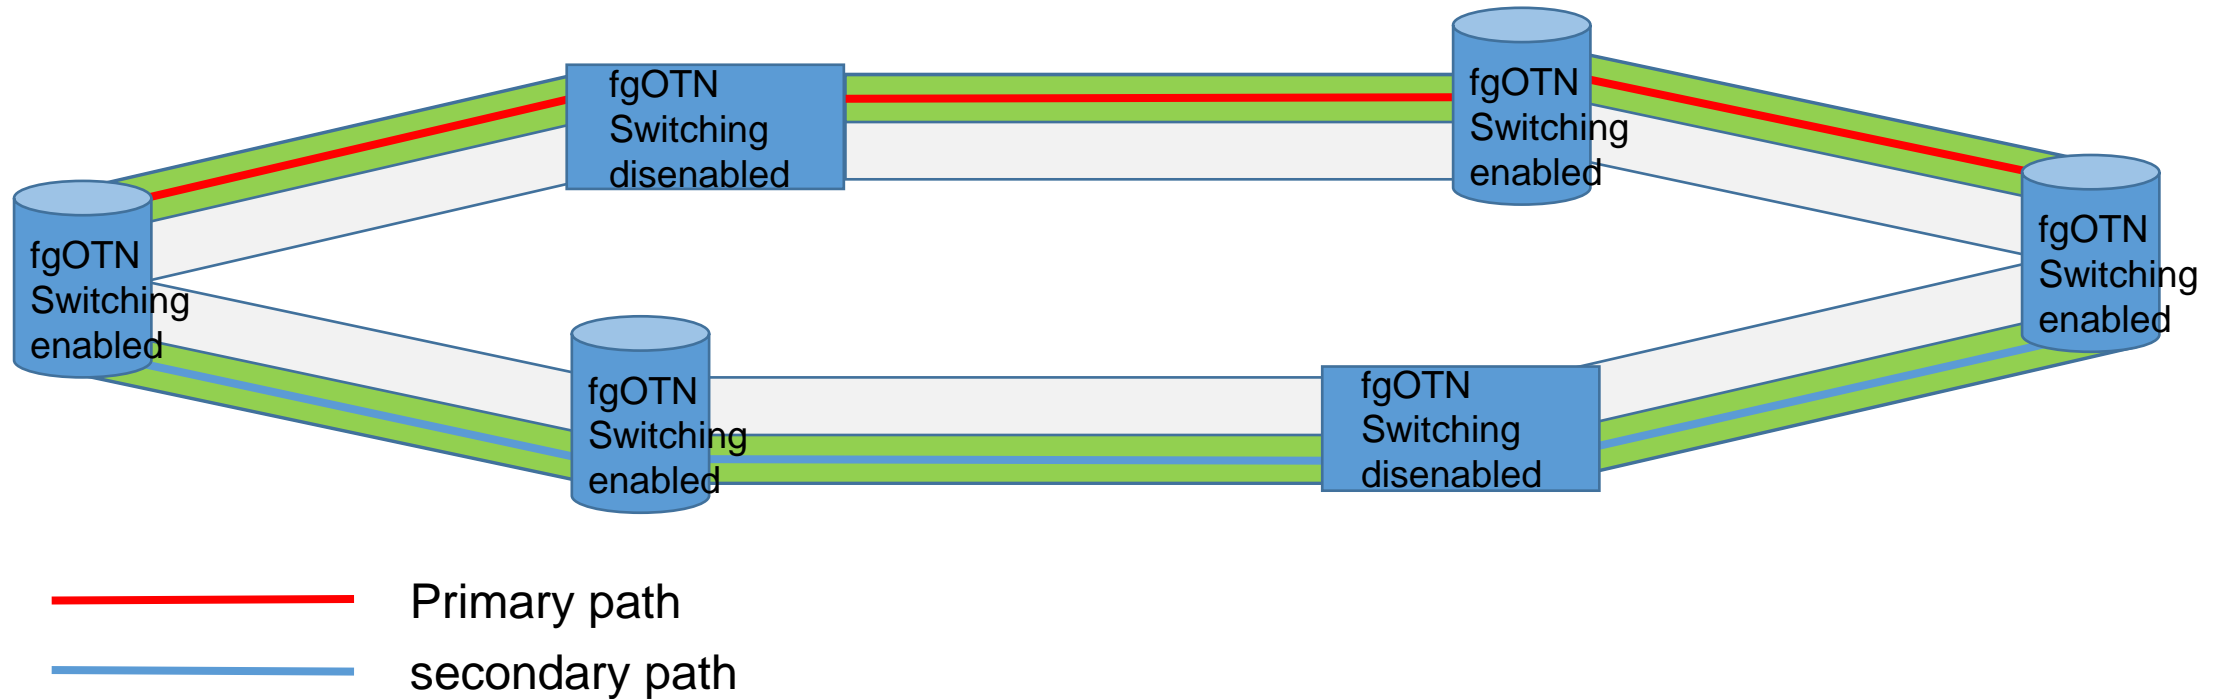 fgOTN
Switching
disenabled
fgOTN
Switching
enabled
fgOTN
Switching
enabled
fgOTN
Switching
enabled
fgOTN
Switching
enabled
fgOTN
Switching
disenabled
Primary path
secondary path